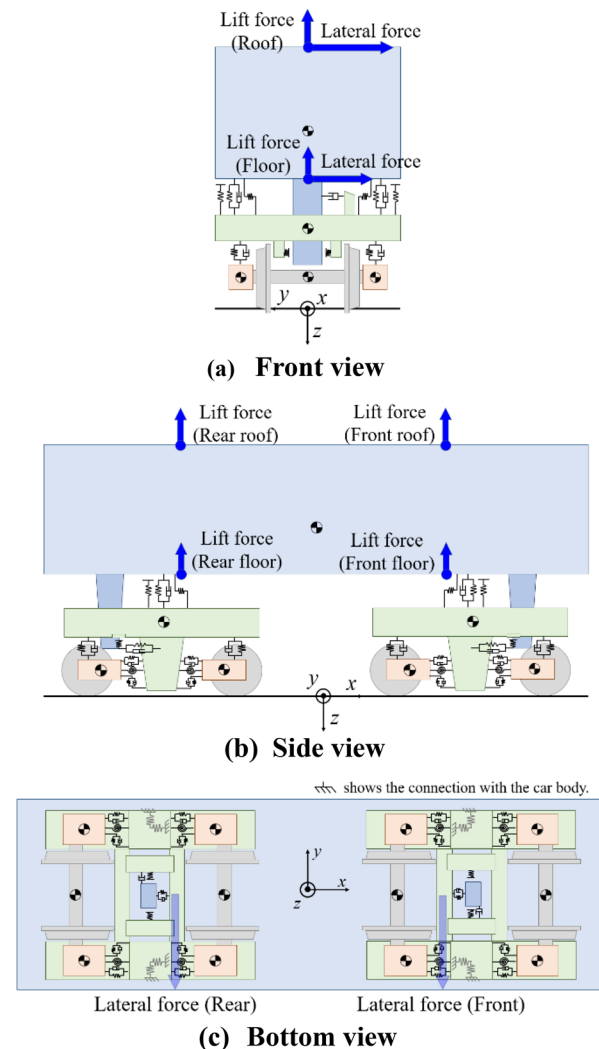 Lift force
(Roof)
Lateral force
Lift force
(Floor)
Lateral force
y
x
z
(a) Front view
Lift force
(Rear roof)
Lift force
(Front roof)
Lift force
(Rear floor)
Lift force
(Front floor)
y
x
z
(b) Side view
shows the connection with the car body.
y
x
z
Lateral force (Rear)
Lateral force (Front)
(c) Bottom view